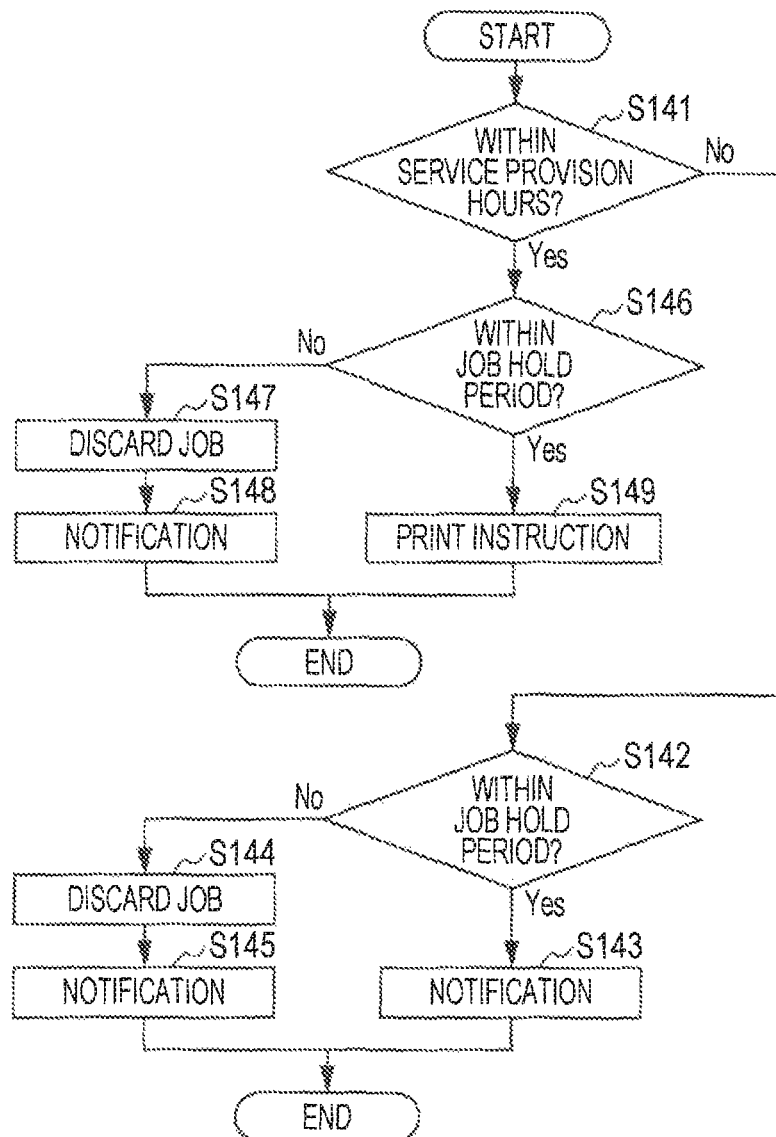 START
S141
WITHIN
SERVICE PROVISION
HOURS?
No
Yes
S146
WITHIN
JOB HOLD
PERIOD?
No
Yes
S147
DISCARD JOB
S148
NOTIFICATION
S149
PRINT INSTRUCTION
END
S142
WITHIN
JOB HOLD
PERIOD?
No
Yes
S144
DISCARD JOB
S145
NOTIFICATION
S143
NOTIFICATION
END